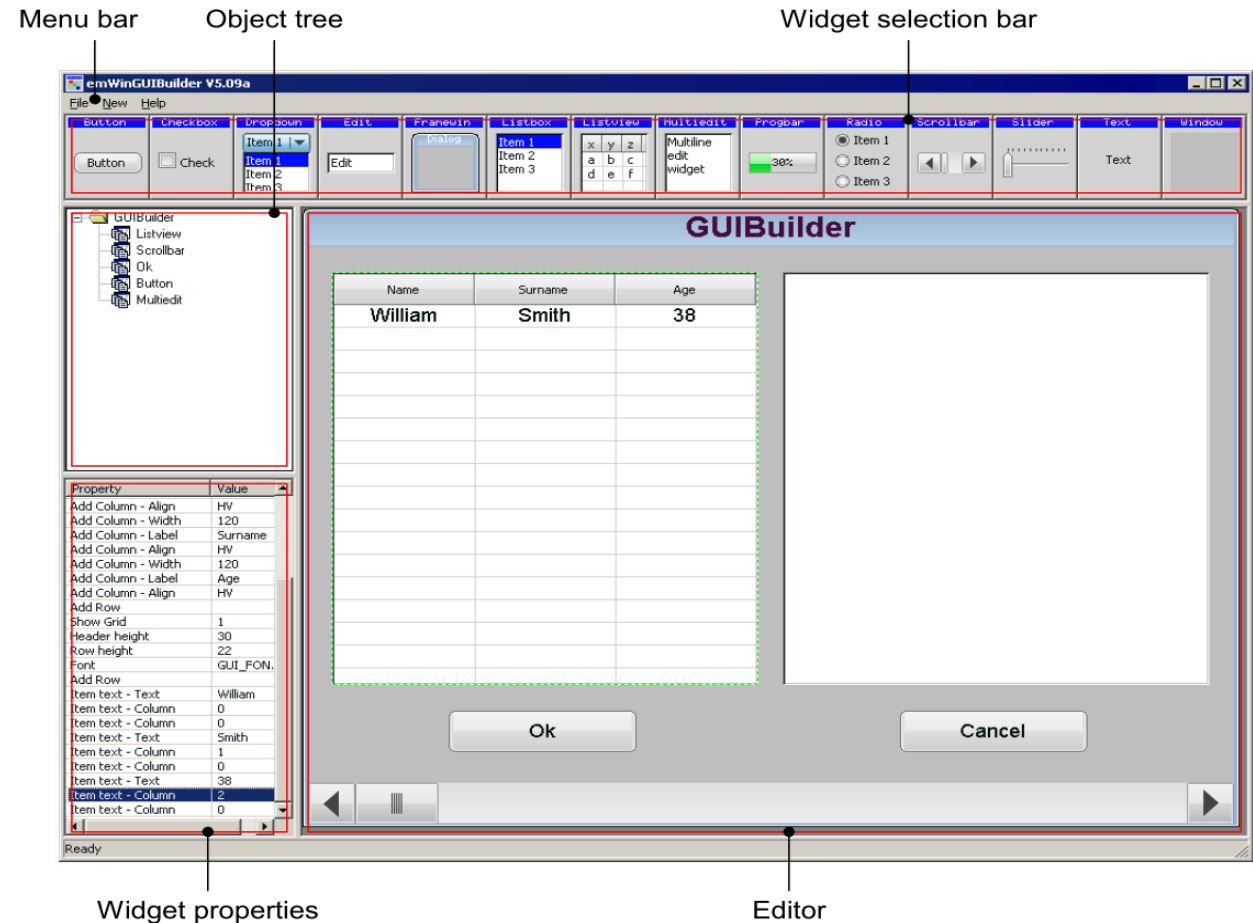 Menu bar
Object tree
Widget selection bar
emWinGUIBuilder V5.09a
File New Help
Button Checkbox Dropdown Edit Framewin Listbox Listview Multiedit Progbar Radio Scrollbar Slider Text Window
Button
Check
Item 1
Item 1
Item 2
Item 3
Edit
Dialog
Item 1
Item 2
Item 3
x y z
a b c
d e f
Multiline
edit
widget
30%
Item 1
Item 2
Item 3
Text
GUIBuilder
Listview
Scrollbar
Ok
Button
Multiedit
Property Value
Add Column - Align HV
Add Column - Width 120
Add Column - Label Surname
Add Column - Align HV
Add Column - Width 120
Add Column - Label Age
Add Column - Align HV
Add Row
Show Grid 1
Header height 30
Row height 22
Font GUI_FON.
Add Row
Item text - Text William
Item text - Column 0
Item text - Column 0
Item text - Text Smith
Item text - Column 1
Item text - Column 0
Item text - Text 38
Item text - Column 2
Item text - Column 0
GUIBuilder
Name Surname Age
William Smith 38
Ok
Cancel
Ready
Widget properties
Editor